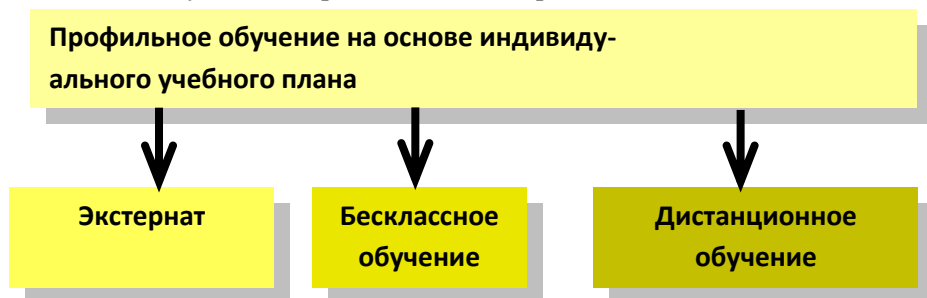 Профильное обучение на основе индивиду-
ального учебного плана
Экстернат
Бесклассное
обучение
Дистанционное
обучение